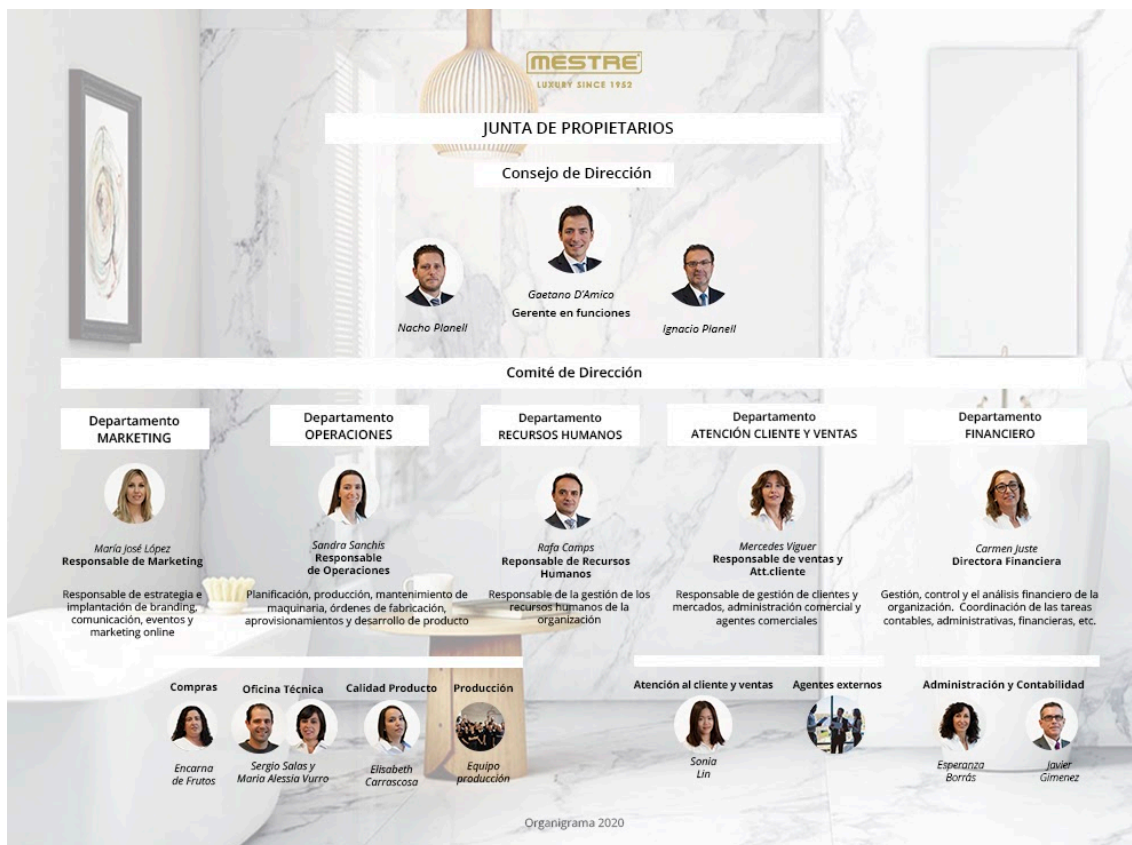 MESTRE
LUXURY SINCE 1952
JUNTA DE PROPIETARIOS
Consejo de Dirección
Gaetano D'Amico
Gerente en funciones
Nacho Planell
Ignacio Planell
Comité de Dirección
Departamento
MARKETING
María José López
Responsable de Marketing
Responsable de estrategia e
implantación de branding,
comunicación, eventos y
marketing online
Departamento
OPERACIONES
Sandra Sanchís
Responsable
de Operaciones
Planificación, producción, mantenimiento de
maquinaria, órdenes de fabricación,
aprovisionamientos y desarrollo de producto
Departamento
RECURSOS HUMANOS
Rafa Camps
Reponsable de Recursos
Humanos
Responsable de la gestión de los
recursos humanos de la
organización
Departamento
ATENCIÓN CLIENTE Y VENTAS
Mercedes Viguer
Responsable de ventas y
Att.cliente
Responsable de gestión de clientes y
mercados, administración comercial y
agentes comerciales
Departamento
FINANCIERO
Carmen Juste
Directora Financiera
Gestión, control y el análisis financiero de la
organización. Coordinación de las tareas
contables, administrativas, financieras, etc.
Compras
Encarna
de Frutos
Oficina Técnica
Sergio Salas y
Maria Alessia Vurro
Calidad Producto
Elisabeth
Carrascosa
Producción
Equipo
producción
Atención al cliente y ventas
Sonia
Lin
Agentes externos
Administración y Contabilidad
Esperanza
Borrás
Javier
Gimenez
Organigrama 2020